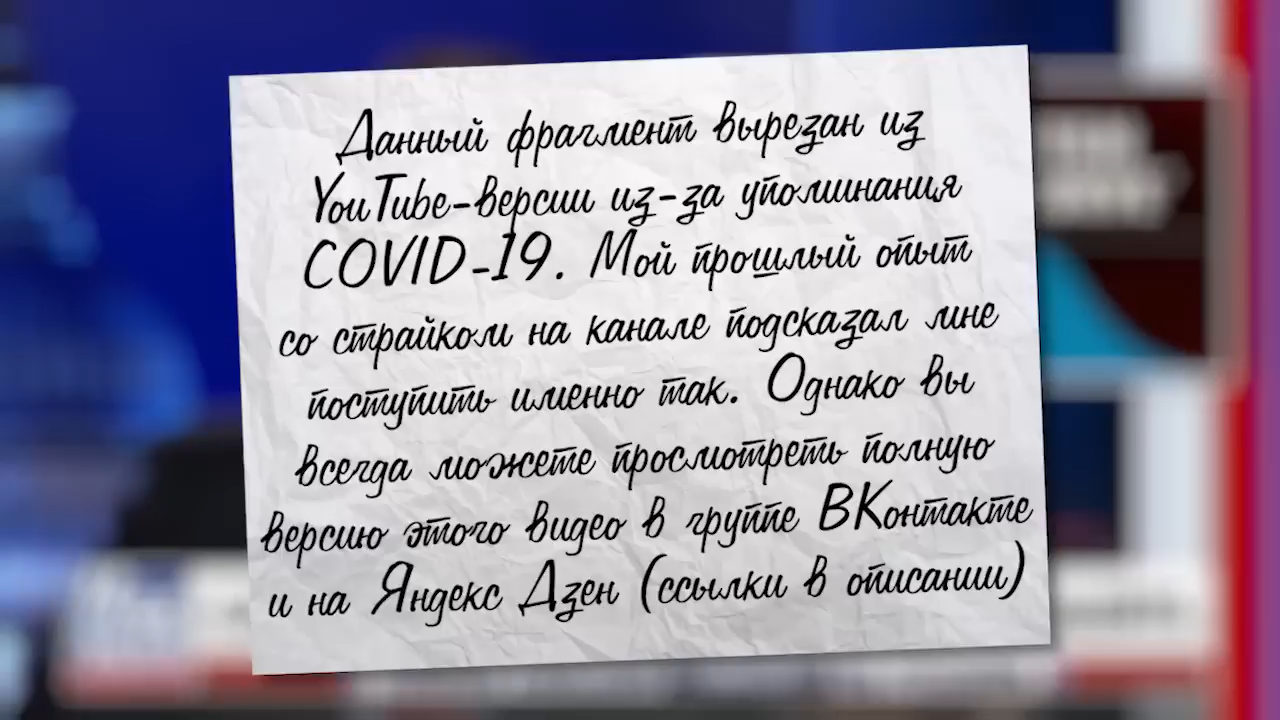 Данный фрагмент вырезан из
YouTube-версии из-за упоминания
COVID-19. Мой прошлый опыт
со страйком на канале подсказал мне
поступить именно так. Однако вы
всегда можете просмотреть полную
версию этого видео в группе ВКонтакте
и на Яндекс Дзен (ссылки в описании)